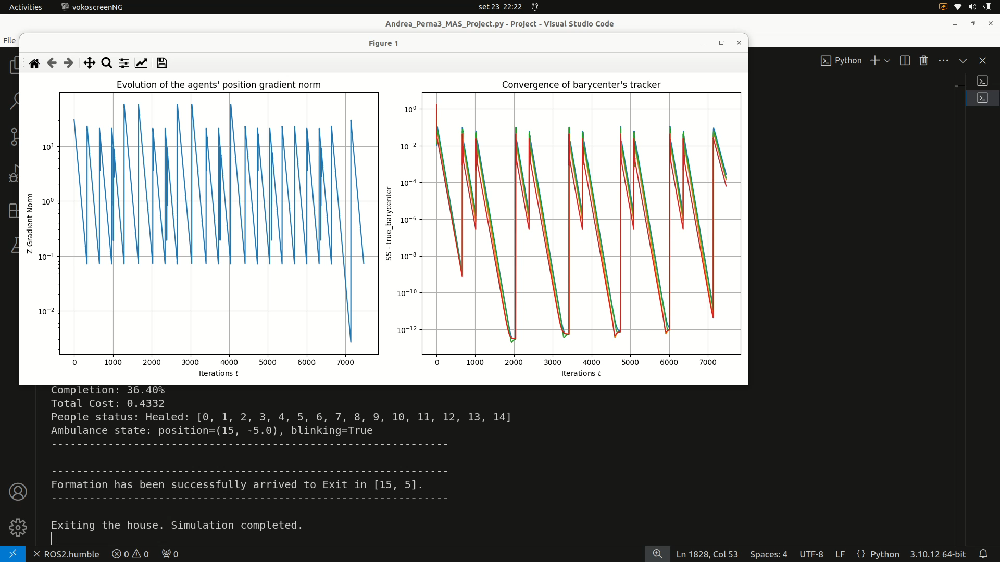 Activities vokoscreenNG set 23 22:22
Andrea_Perna3_MAS_Project.py - Project - Visual Studio Code
File
Figure 1
Python
Evolution of the agents' position gradient norm
Z Gradient Norm
10¹
10⁰
10⁻¹
10⁻²
0 1000 2000 3000 4000 5000 6000 7000
Iterations t
Convergence of barycenter's tracker
SS - true_barycenter
10⁰
10⁻²
10⁻⁴
10⁻⁶
10⁻⁸
10⁻¹⁰
10⁻¹²
0 1000 2000 3000 4000 5000 6000 7000
Iterations t
Completion: 36.40%
Total Cost: 0.4332
People status: Healed: [0, 1, 2, 3, 4, 5, 6, 7, 8, 9, 10, 11, 12, 13, 14]
Ambulance state: position=(15, -5.0), blinking=True
--------------------------------------------------------------
--------------------------------------------------------------
Formation has been successfully arrived to Exit in [15, 5].
--------------------------------------------------------------
Exiting the house. Simulation completed.
ROS2.humble 0 0 0 Ln 1828, Col 53 Spaces: 4 UTF-8 LF {} Python 3.10.12 64-bit